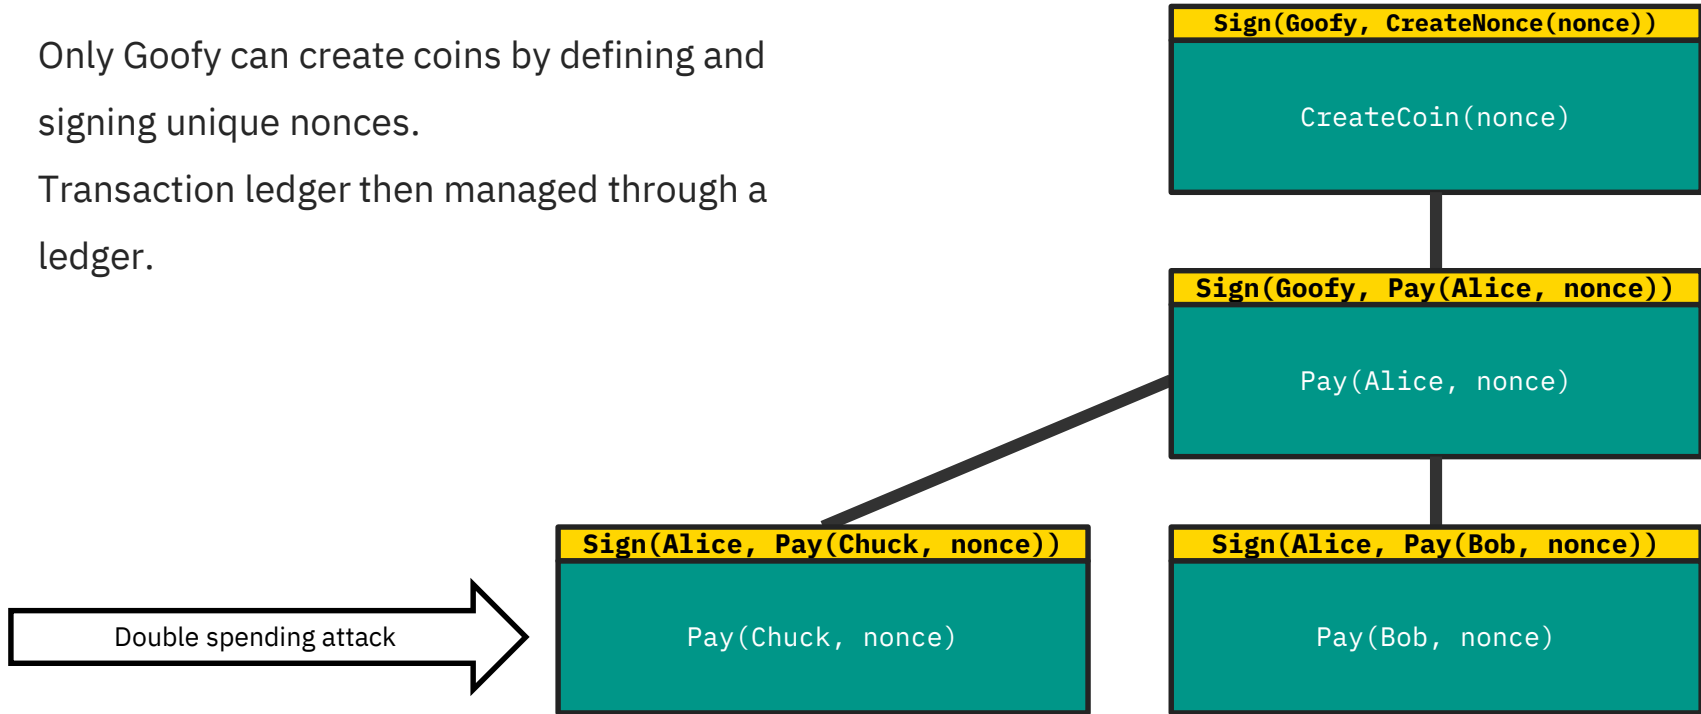 Only Goofy can create coins by defining and
signing unique nonces.
Transaction ledger then managed through a
ledger.
Sign(Goofy, CreateNonce(nonce))
CreateCoin(nonce)
Sign(Goofy, Pay(Alice, nonce))
Pay(Alice, nonce)
Sign(Alice, Pay(Chuck, nonce))
Pay(Chuck, nonce)
Sign(Alice, Pay(Bob, nonce))
Pay(Bob, nonce)
Double spending attack